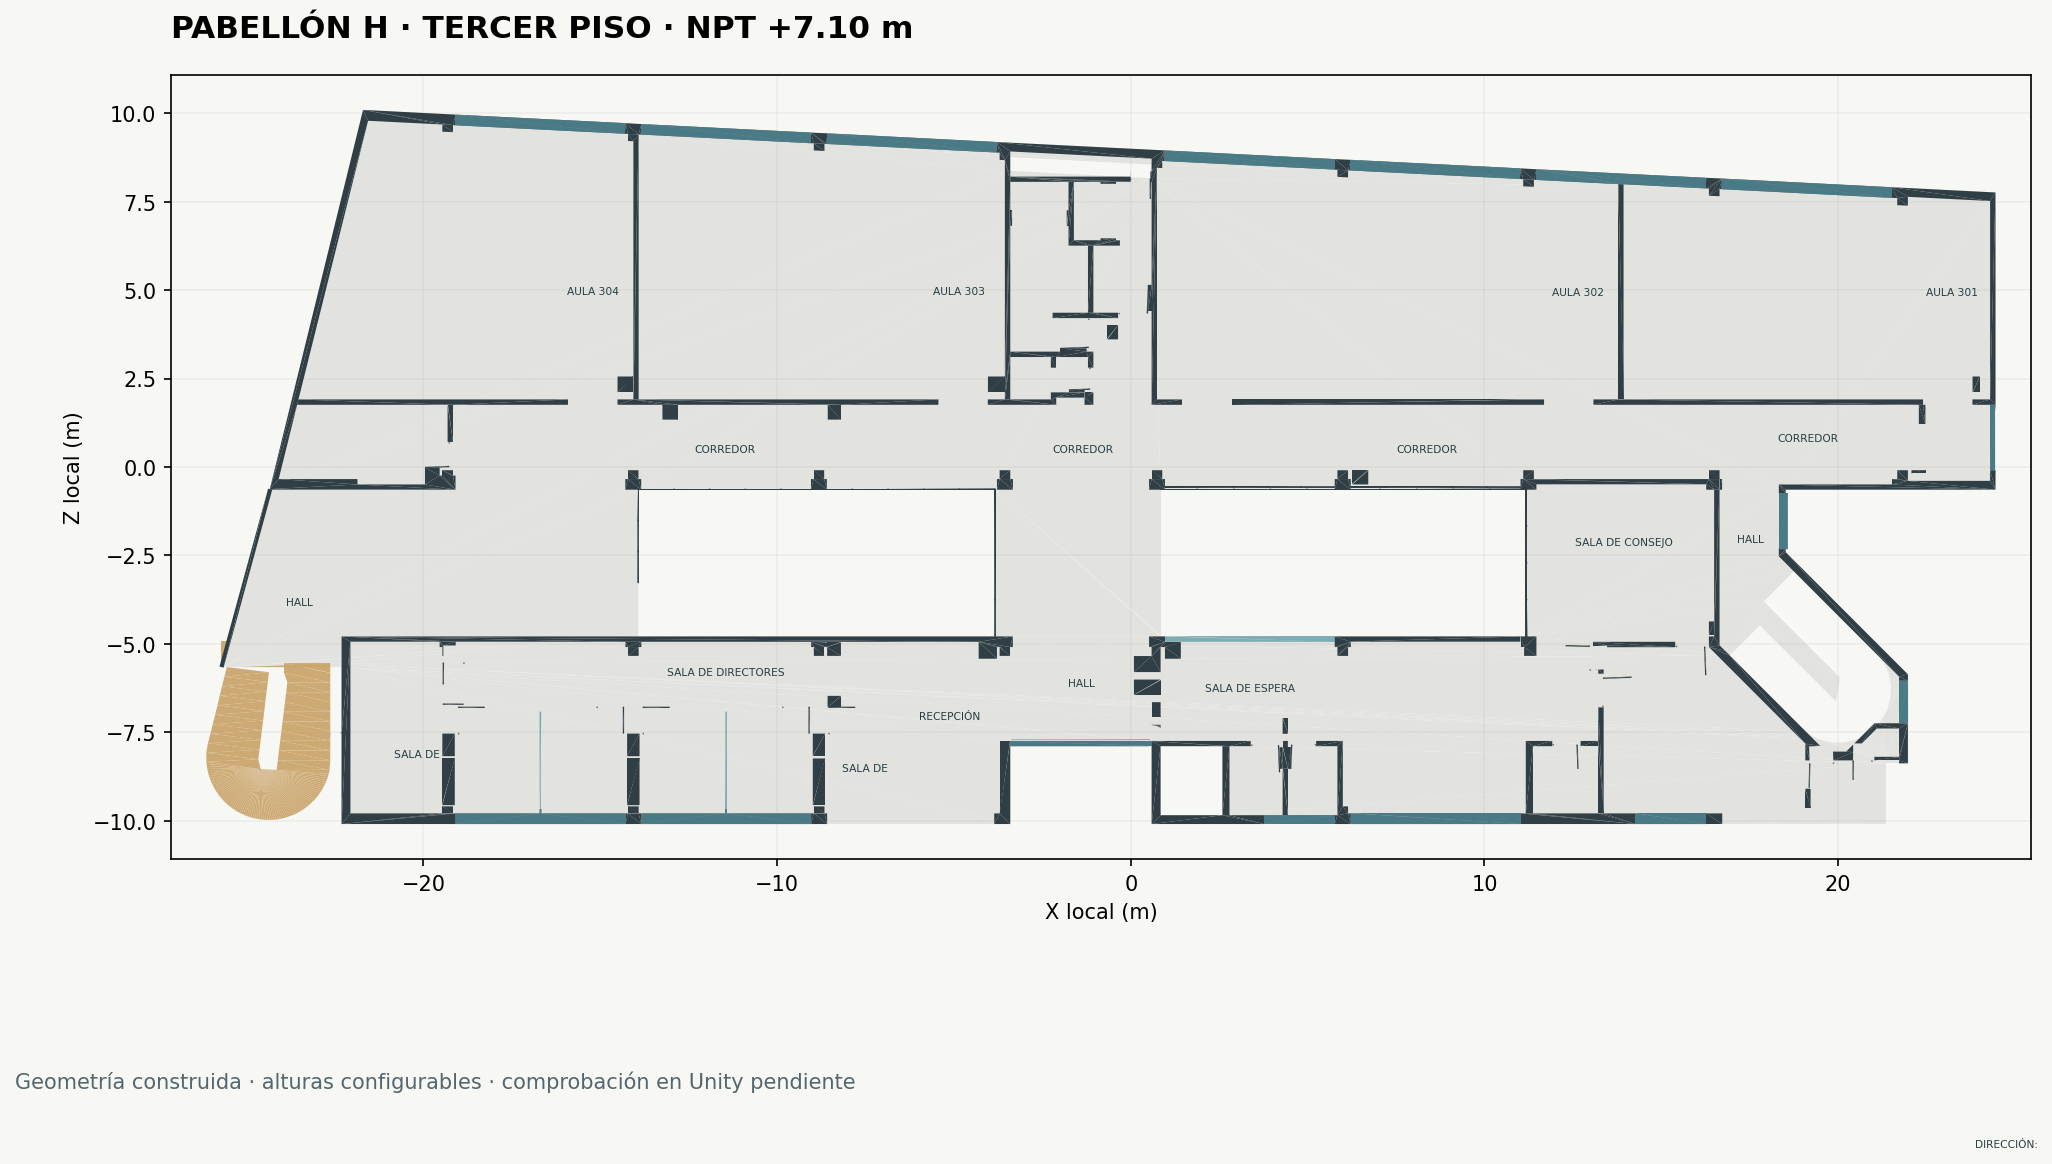 PABELLÓN H · TERCER PISO · NPT +7.10 m
10.0
7.5
5.0
2.5
0.0
−2.5
−5.0
−7.5
−10.0
Z local (m)
AULA 304
AULA 303
AULA 302
AULA 301
CORREDOR
CORREDOR
CORREDOR
CORREDOR
SALA DE CONSEJO
HALL
HALL
SALA DE DIRECTORES
HALL
SALA DE ESPERA
RECEPCIÓN
SALA DE
SALA DE
−20
−10
0
10
20
X local (m)
Geometría construida · alturas configurables · comprobación en Unity pendiente
DIRECCIÓN: